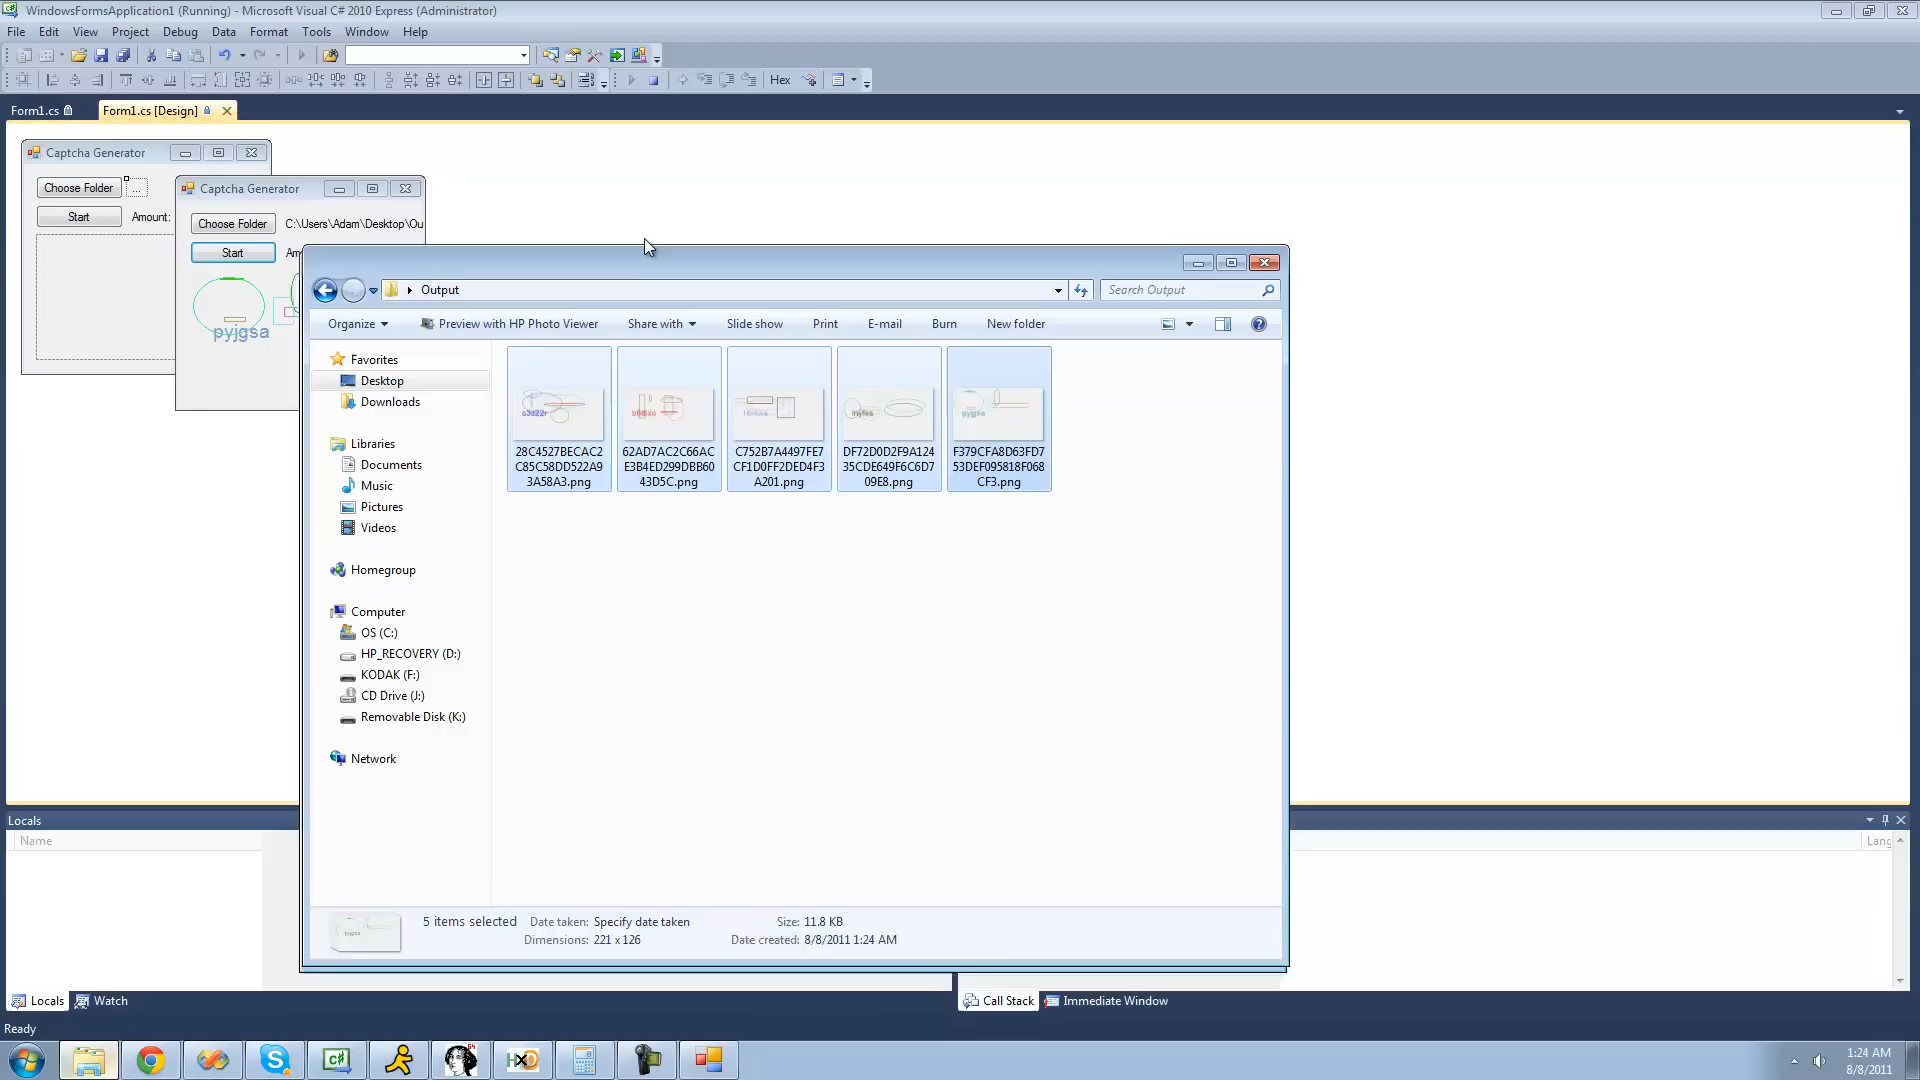 WindowsFormsApplication1 (Running) - Microsoft Visual C# 2010 Express (Administrator)
File Edit View Project Debug Data Format Tools Window Help
Hex
Form1.cs
Form1.cs [Design]
Captcha Generator
Choose Folder ...
Start Amount:
Captcha Generator
Choose Folder C:\Users\Adam\Desktop\Ou
Start Am
pyjgsa
Output
Search Output
Organize Preview with HP Photo Viewer Share with Slide show Print E-mail Burn New folder
Favorites
Desktop
Downloads
Libraries
Documents
Music
Pictures
Videos
Homegroup
Computer
OS (C:)
HP_RECOVERY (D:)
KODAK (F:)
CD Drive (J:)
Removable Disk (K:)
Network
c3d22r
pyjgsa
28C4527BECAC2
C85C58DD522A9
3A58A3.png
62AD7AC2C66AC
E3B4ED299DBB60
43D5C.png
C752B7A4497FE7
CF1D0FF2DED4F3
A201.png
DF72D0D2F9A124
35CDE649F6C6D7
09E8.png
F379CFA8D63FD7
53DEF095818F068
CF3.png
5 items selected Date taken: Specify date taken Size: 11.8 KB
Dimensions: 221 x 126 Date created: 8/8/2011 1:24 AM
Locals
Name
Lang
Locals Watch
Call Stack Immediate Window
Ready
1:24 AM
8/8/2011